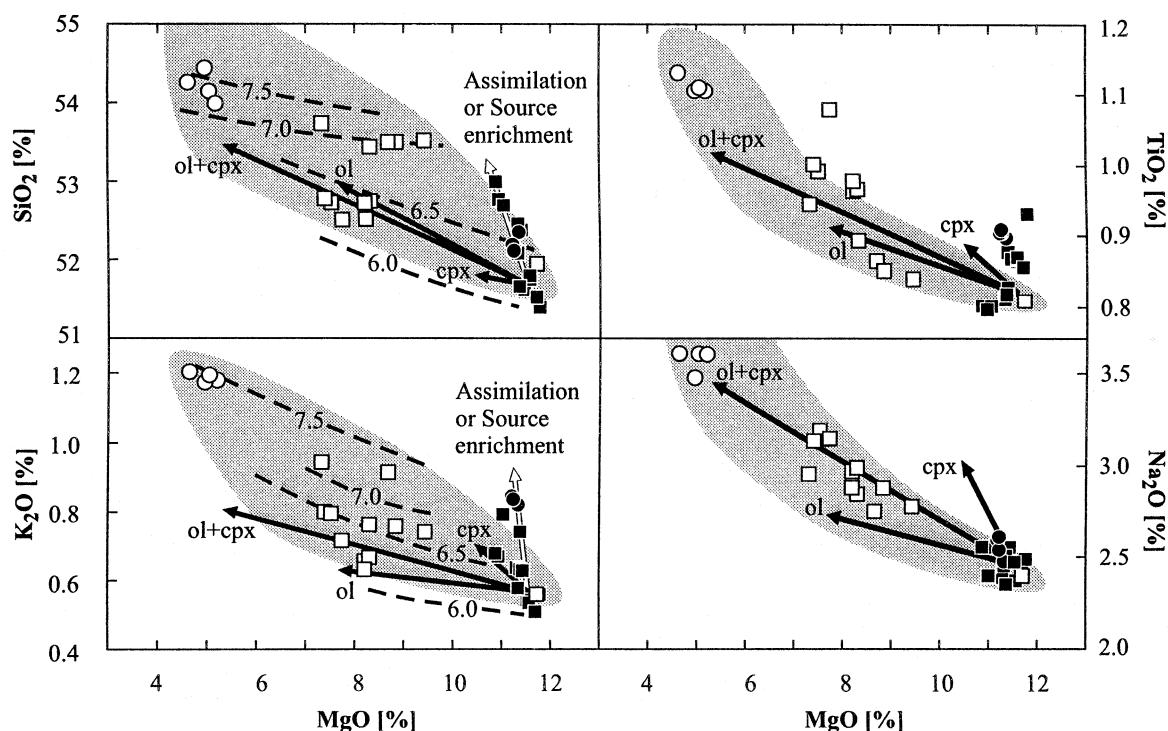 55
54
53
52
51
SiO2 [%]
7.5
7.0
6.5
6.0
ol+cpx
ol
cpx
Assimilation
or Source
enrichment
1.2
1.1
1.0
0.9
0.8
TiO2 [%]
ol+cpx
ol
cpx
1.2
1.0
0.8
0.6
0.4
K2O [%]
7.5
7.0
6.5
6.0
ol+cpx
ol
cpx
Assimilation
or Source
enrichment
3.5
3.0
2.5
2.0
Na2O [%]
ol+cpx
ol
cpx
4 6 8 10 12
MgO [%]
4 6 8 10 12
MgO [%]